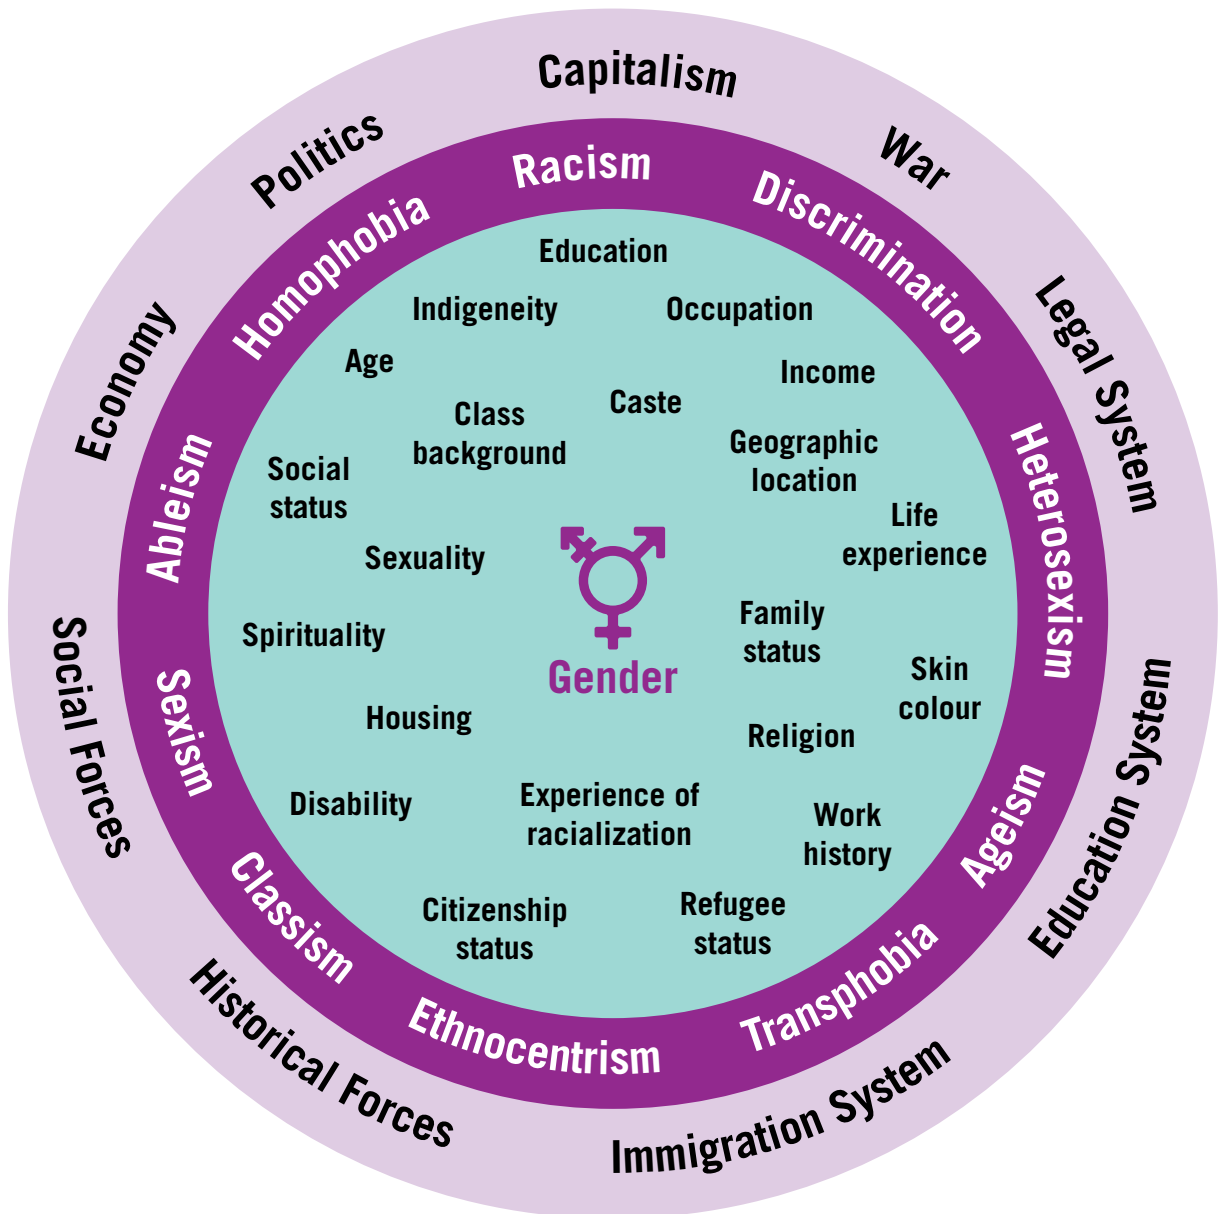 Capitalism
War
Legal System
Education System
Immigration System
Historical Forces
Social Forces
Economy
Politics
Racism
Discrimination
Heterosexism
Ageism
Transphobia
Ethnocentrism
Classism
Sexism
Ableism
Homophobia
Education
Indigeneity
Occupation
Age
Income
Class
background
Caste
Geographic
location
Social
status
Life
experience
Sexuality
Family
status
Spirituality
Gender
Skin
colour
Housing
Religion
Disability
Experience of
racialization
Work
history
Citizenship
status
Refugee
status